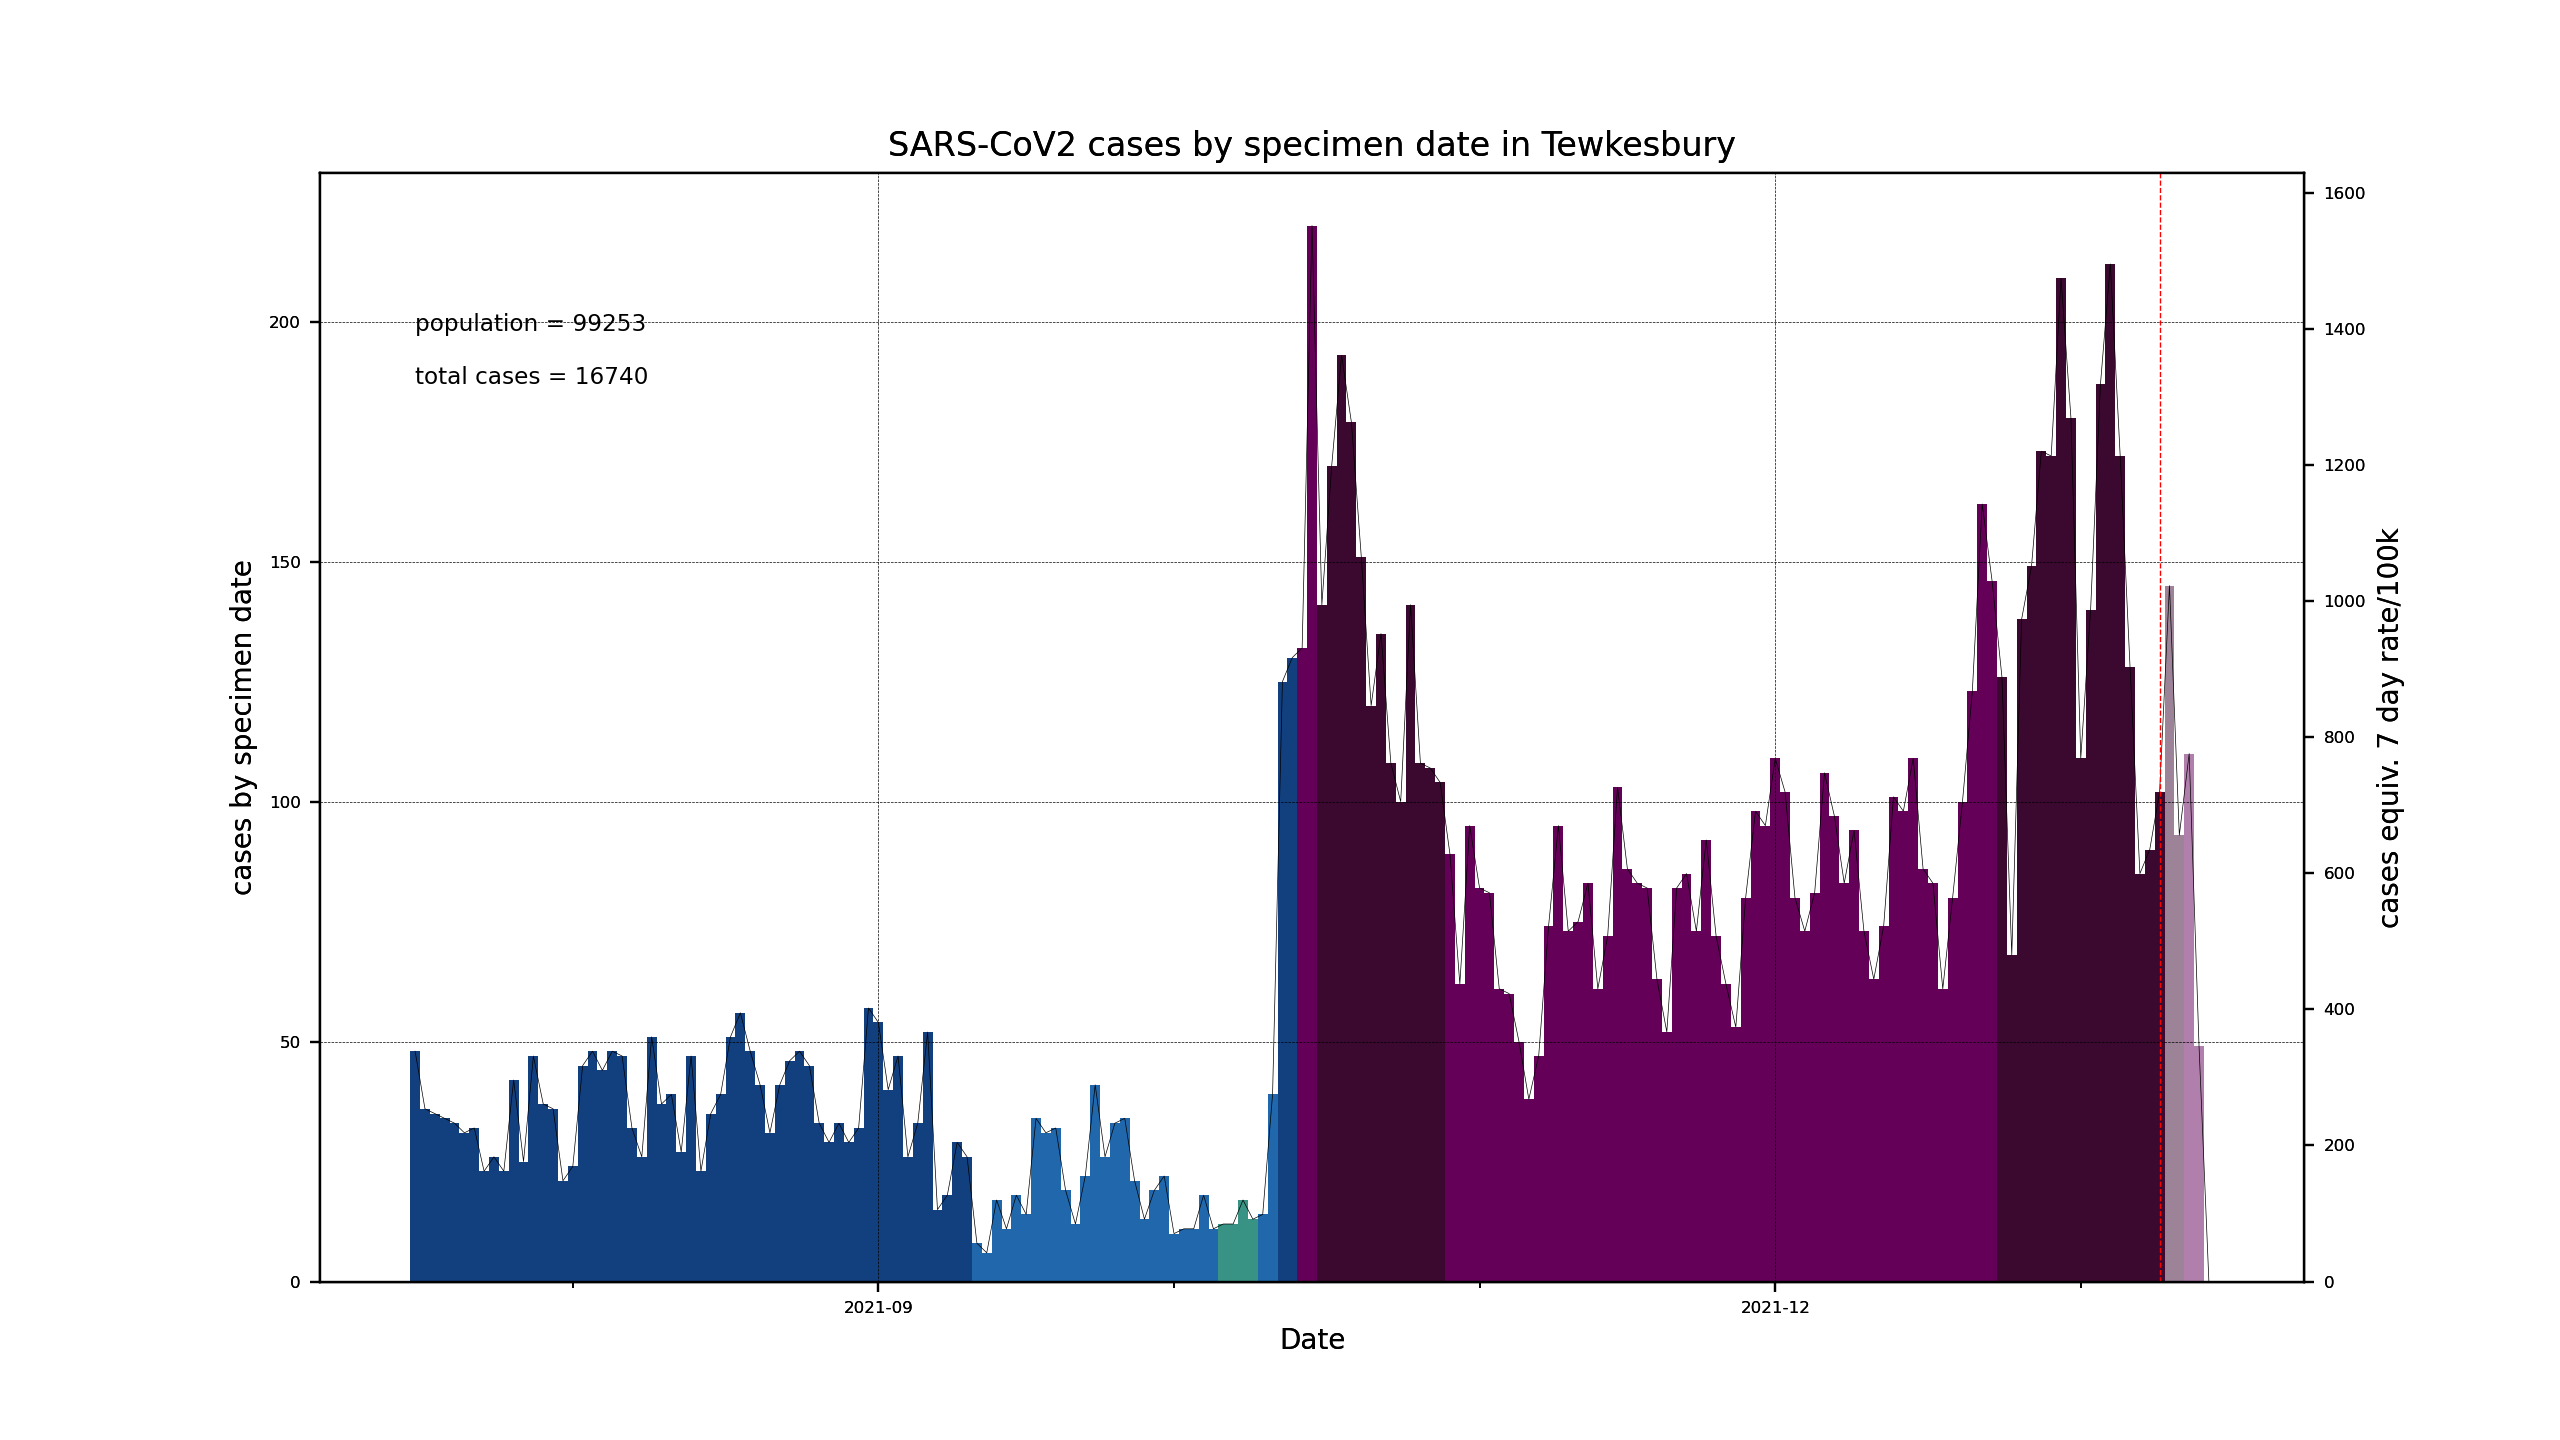 SARS-CoV2 cases by specimen date in Tewkesbury
population = 99253
total cases = 16740
cases by specimen date
200
150
100
50
0
1600
1400
1200
1000
800
600
400
200
0
cases equiv. 7 day rate/100k
2021-09
2021-12
Date